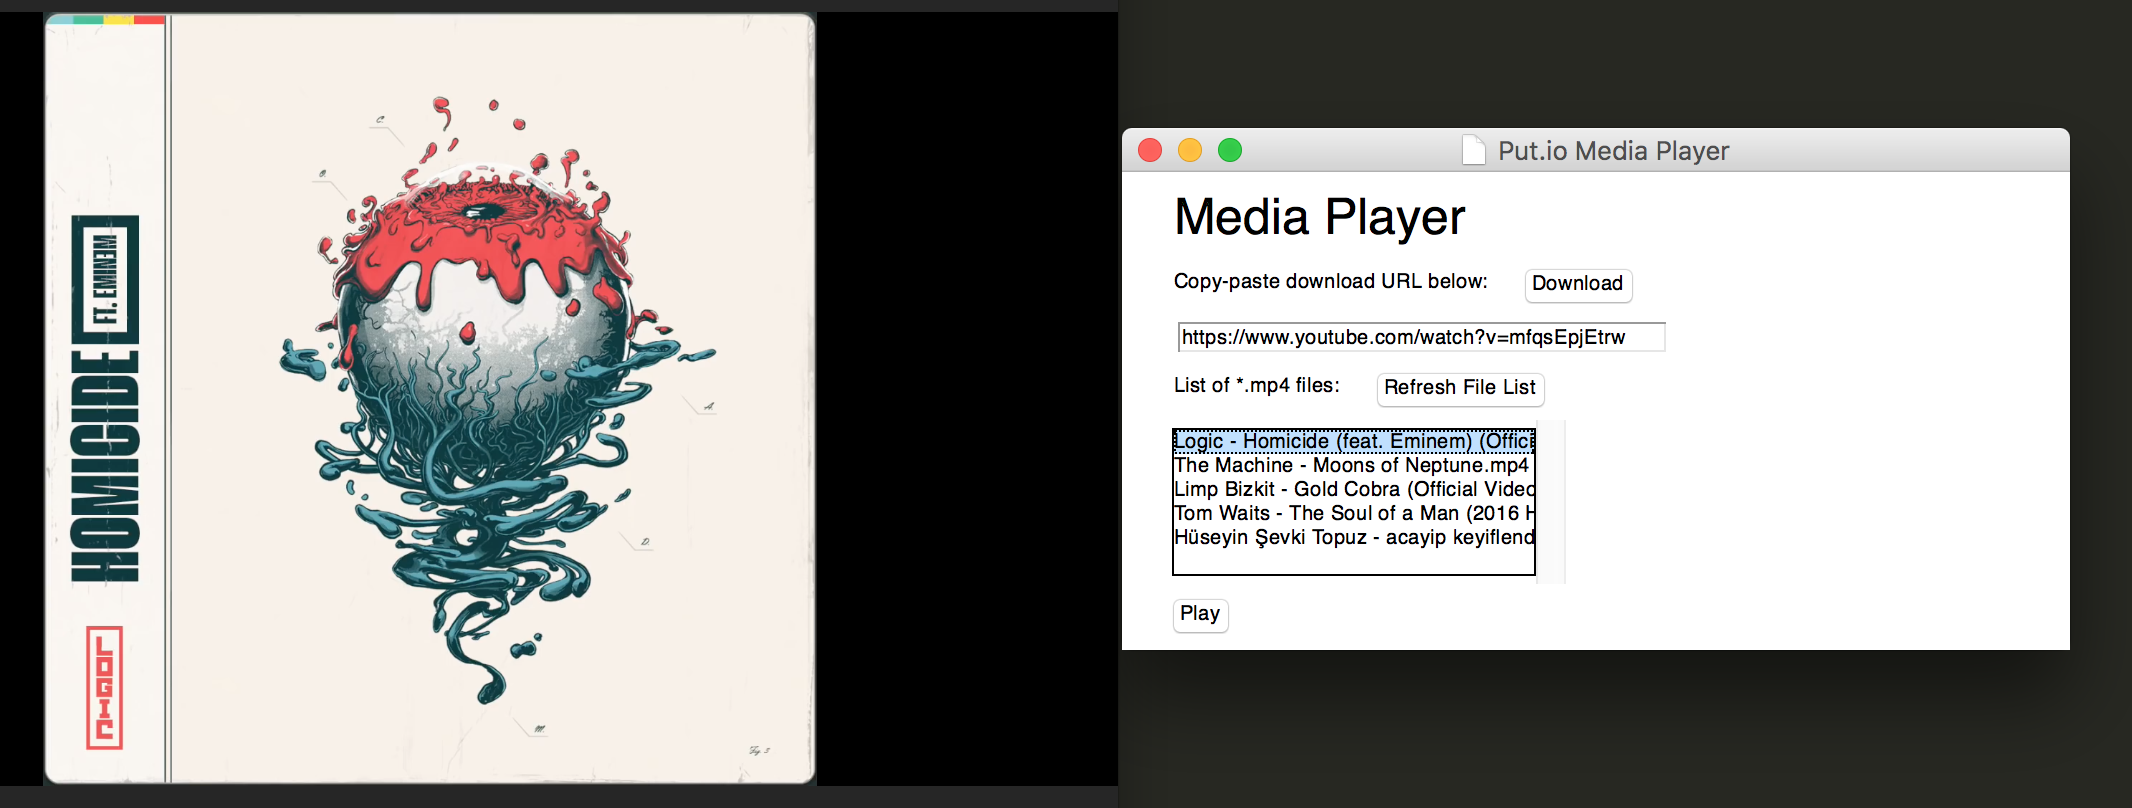 HOMICIDE
FT. EMINEM
LOGIC
C.
A.
D.
M.
Fig. 3
Put.io Media Player
Media Player
Copy-paste download URL below:
Download
https://www.youtube.com/watch?v=mfqsEpjEtrw
List of *.mp4 files:
Refresh File List
Logic - Homicide (feat. Eminem) (Offici
The Machine - Moons of Neptune.mp4
Limp Bizkit - Gold Cobra (Official Video
Tom Waits - The Soul of a Man (2016 H
Hüseyin Şevki Topuz - acayip keyiflend
Play